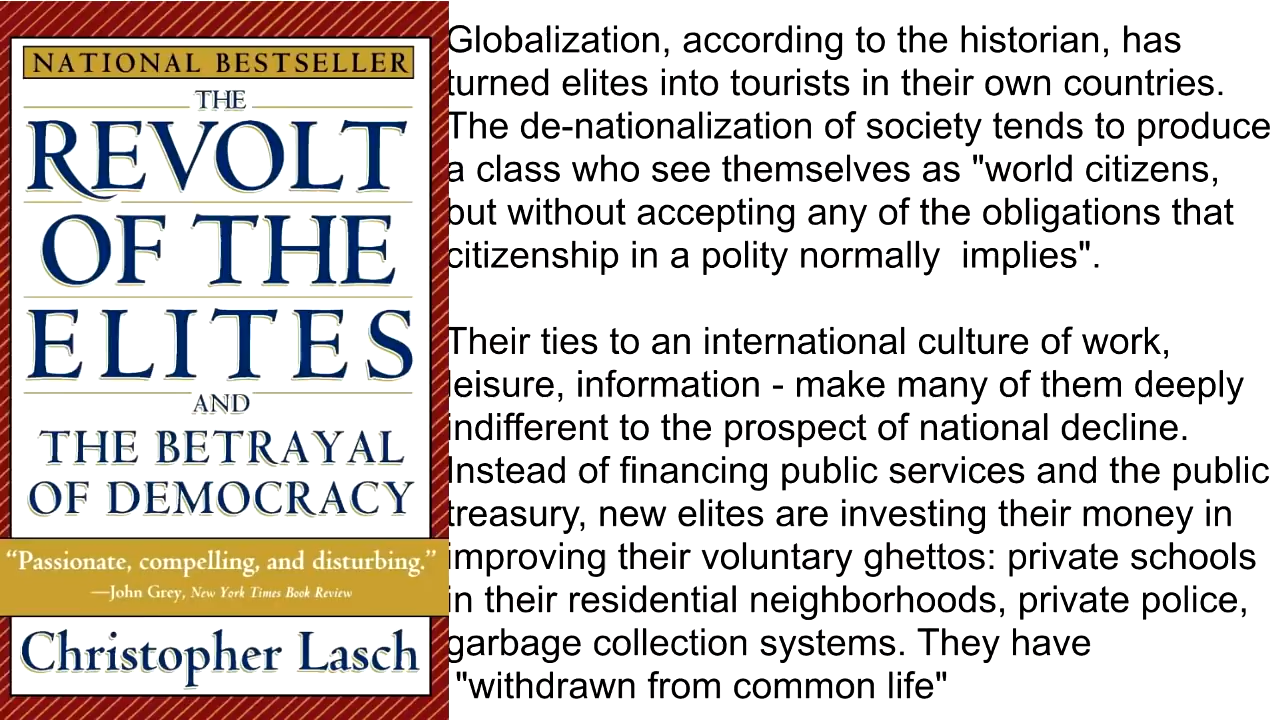 NATIONAL BESTSELLER
THE
REVOLT
OF THE
ELITES
AND
THE BETRAYAL
OF DEMOCRACY
“Passionate, compelling, and disturbing.”
—John Grey, New York Times Book Review
Christopher Lasch
Globalization, according to the historian, has
turned elites into tourists in their own countries.
The de-nationalization of society tends to produce
a class who see themselves as "world citizens,
but without accepting any of the obligations that
citizenship in a polity normally  implies".
Their ties to an international culture of work,
leisure, information - make many of them deeply
indifferent to the prospect of national decline.
Instead of financing public services and the public
treasury, new elites are investing their money in
improving their voluntary ghettos: private schools
in their residential neighborhoods, private police,
garbage collection systems. They have
"withdrawn from common life"